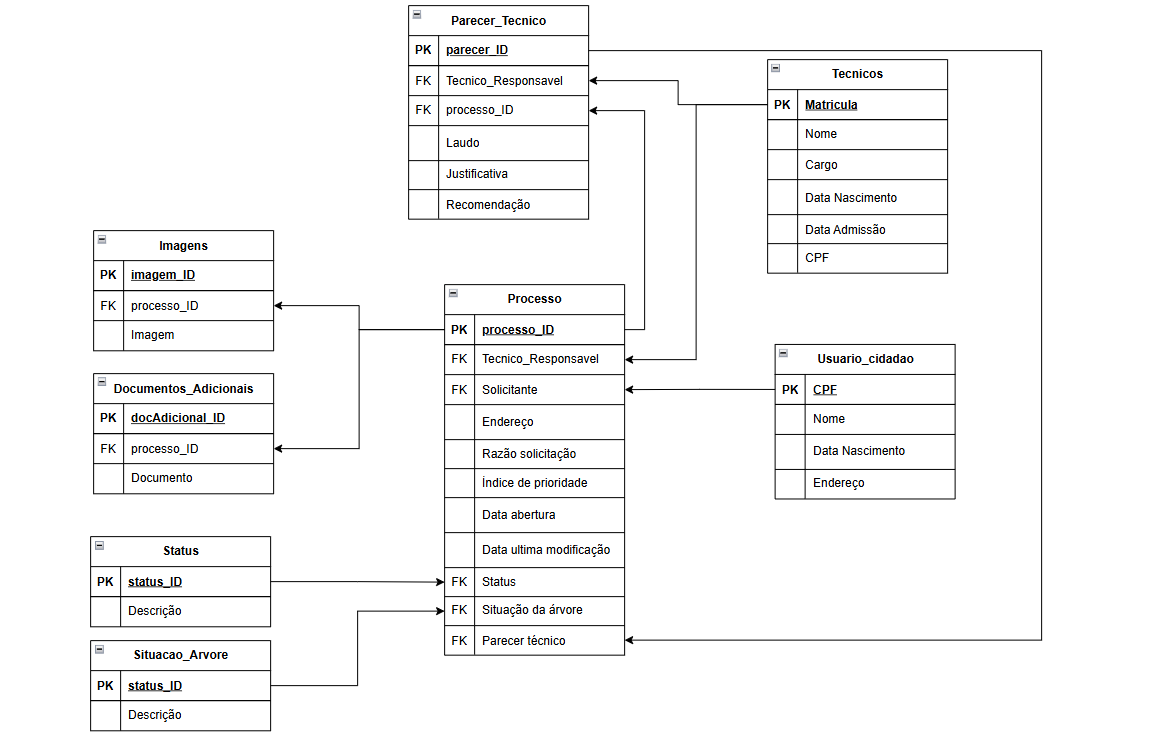 Parecer_Tecnico
PK parecer_ID
FK Tecnico_Responsavel
FK processo_ID
Laudo
Justificativa
Recomendação
Tecnicos
PK Matricula
Nome
Cargo
Data Nascimento
Data Admissão
CPF
Imagens
PK imagem_ID
FK processo_ID
Imagem
Processo
PK processo_ID
FK Tecnico_Responsavel
FK Solicitante
Endereço
Razão solicitação
Índice de prioridade
Data abertura
Data ultima modificação
FK Status
FK Situação da árvore
FK Parecer técnico
Usuario_cidadao
PK CPF
Nome
Data Nascimento
Endereço
Documentos_Adicionais
PK docAdicional_ID
FK processo_ID
Documento
Status
PK status_ID
Descrição
Situacao_Arvore
PK status_ID
Descrição